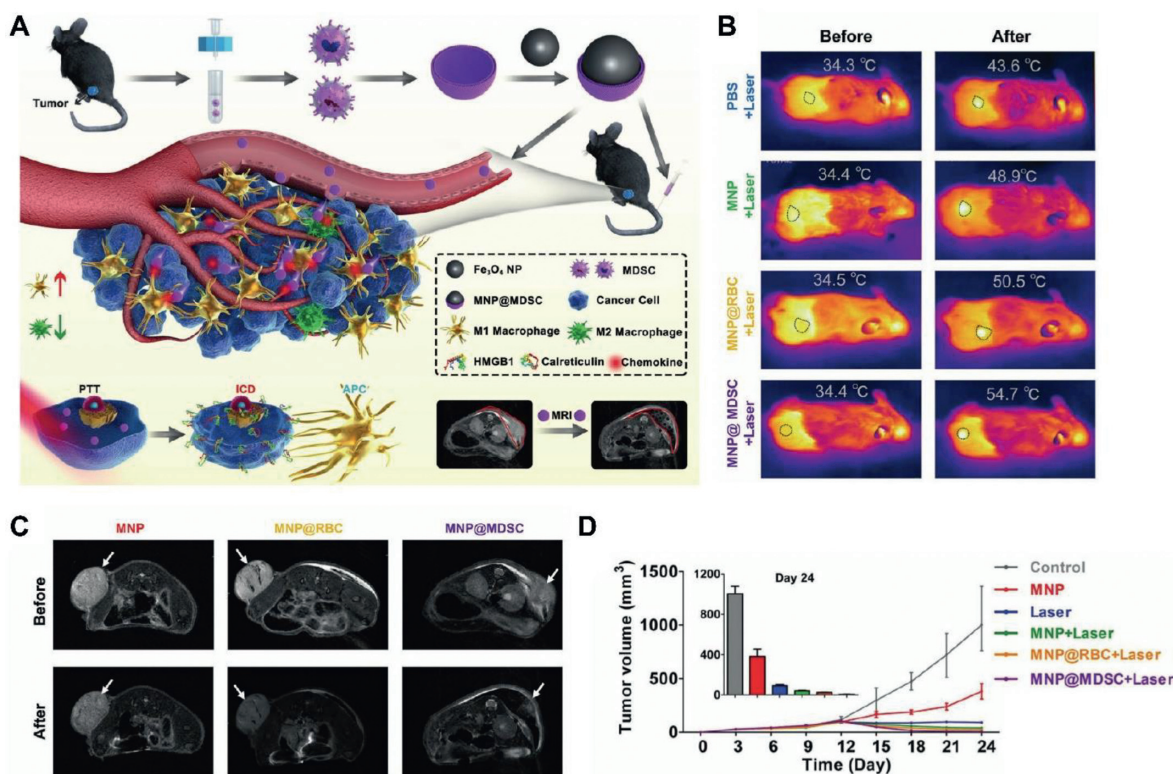 A
Tumor
Fe₃O₄ NP
MDSC
MNP@MDSC
Cancer Cell
M1 Macrophage
M2 Macrophage
HMGB1
Calreticulin
Chemokine
PTT
ICD
APC
MRI
B
Before
After
PBS
+Laser
34.3 °C
43.6 °C
MNP
+Laser
34.4 °C
48.9°C
MNP@RBC
+Laser
34.5 °C
50.5 °C
MNP@ MDSC
+Laser
34.4 °C
54.7 °C
C
MNP
MNP@RBC
MNP@MDSC
Before
After
D
Tumor volume (mm³)
1500
1000
500
0
1200
800
400
0
Day 24
Control
MNP
Laser
MNP+Laser
MNP@RBC+Laser
MNP@MDSC+Laser
0 3 6 9 12 15 18 21 24
Time (Day)